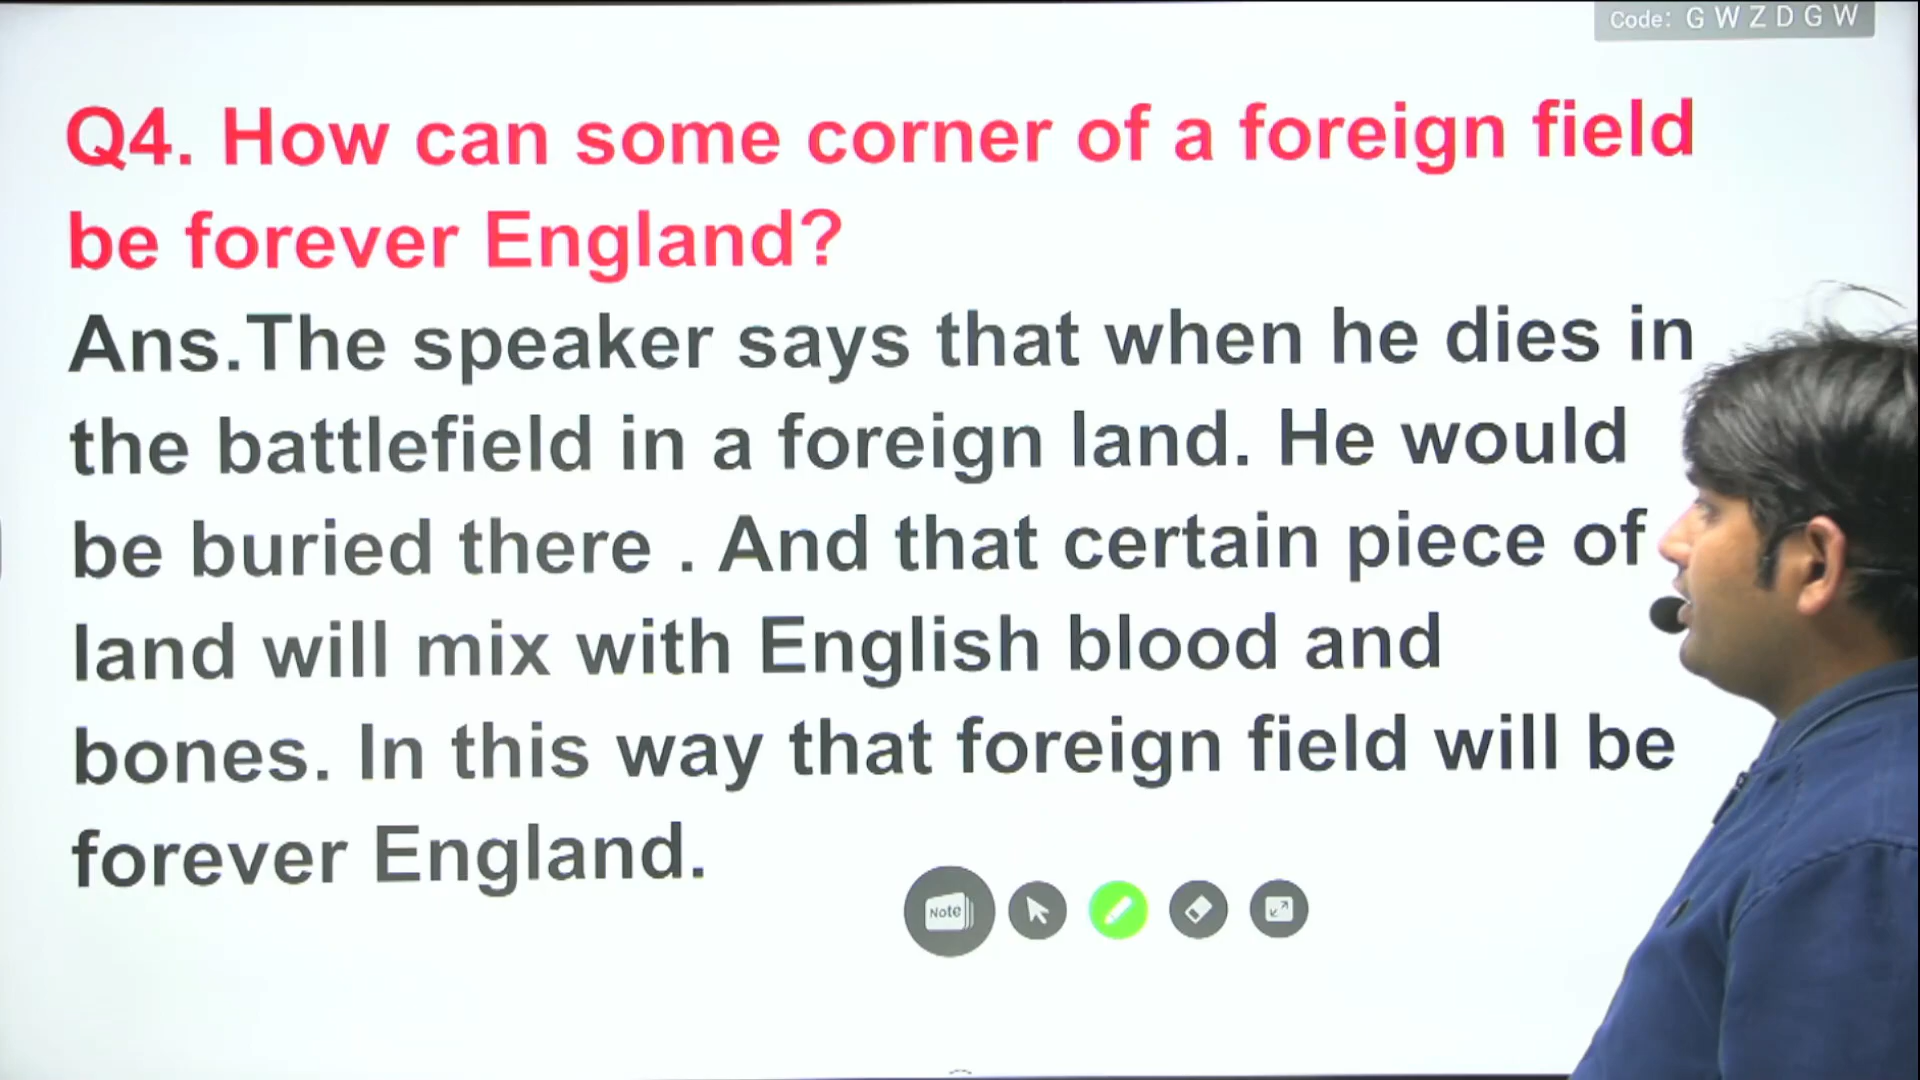 Code: G W Z D G W
Q4. How can some corner of a foreign field
be forever England?
Ans.The speaker says that when he dies in
the battlefield in a foreign land. He would
be buried there . And that certain piece of
land will mix with English blood and
bones. In this way that foreign field will be
forever England.
Note